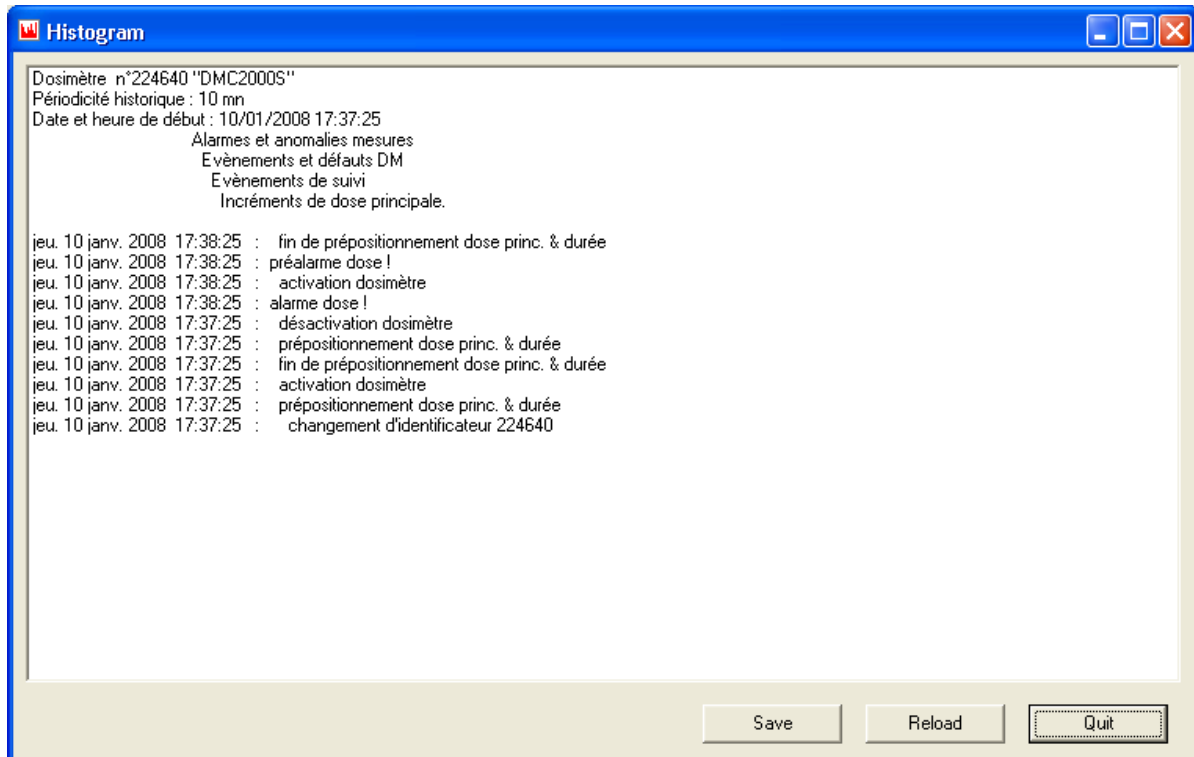 Histogram
Dosimètre n°224640 "DMC2000S"
Périodicité historique : 10 mn
Date et heure de début : 10/01/2008 17:37:25
Alarmes et anomalies mesures
Evènements et défauts DM
Evènements de suivi
Incréments de dose principale.
jeu. 10 janv. 2008 17:38:25 : fin de prépositionnement dose princ. & durée
jeu. 10 janv. 2008 17:38:25 : préalarme dose !
jeu. 10 janv. 2008 17:38:25 : activation dosimètre
jeu. 10 janv. 2008 17:38:25 : alarme dose !
jeu. 10 janv. 2008 17:37:25 : désactivation dosimètre
jeu. 10 janv. 2008 17:37:25 : prépositionnement dose princ. & durée
jeu. 10 janv. 2008 17:37:25 : fin de prépositionnement dose princ. & durée
jeu. 10 janv. 2008 17:37:25 : activation dosimètre
jeu. 10 janv. 2008 17:37:25 : prépositionnement dose princ. & durée
jeu. 10 janv. 2008 17:37:25 : changement d'identificateur 224640
Save Reload Quit